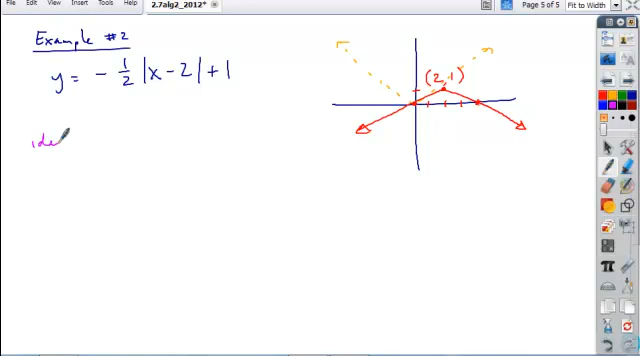 File Edit View Insert Tools Help
2.7alg2_2012*
Page 5 of 5
Fit to Width
Example #2
y = - 1/2 |x - 2| + 1
(2, 1)
ide